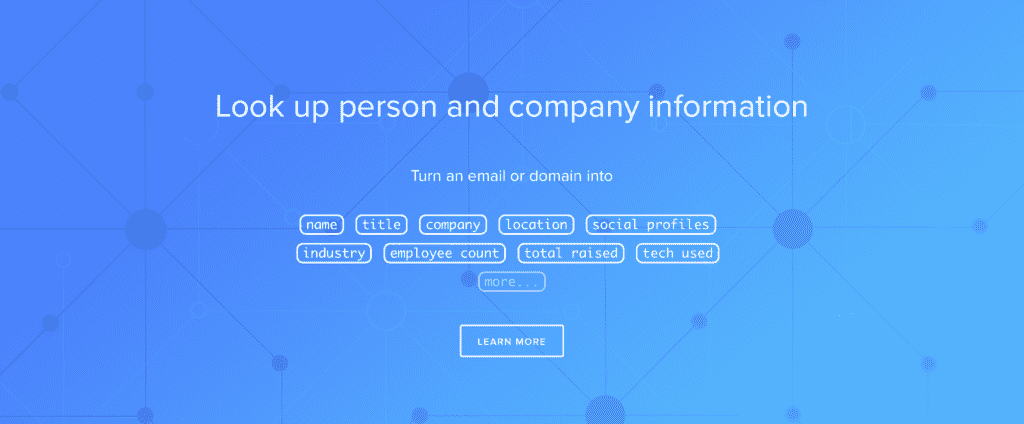 Look up person and company information
Turn an email or domain into
name title company location social profiles
industry employee count total raised tech used
more...
LEARN MORE